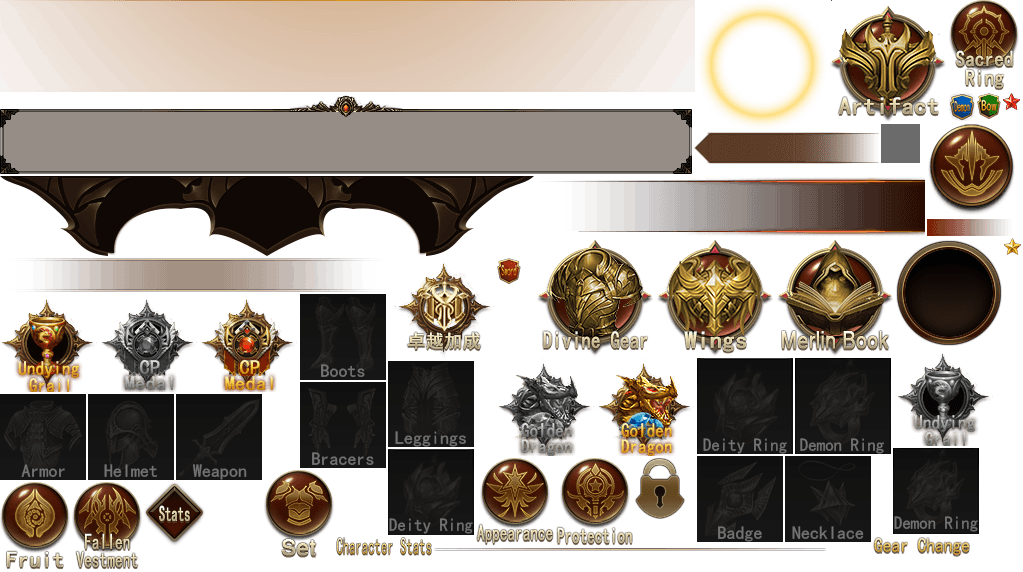 Sacred
Ring
Artifact
Demon
Bow
Sword
卓越加成
Divine Gear
Wings
Merlin Book
Undying
Grail
CP
Medal
CP
Medal
Boots
Leggings
Bracers
Golden
Dragon
Golden
Dragon
Deity Ring
Demon Ring
Undying
Grail
Armor
Helmet
Weapon
Deity Ring
Badge
Necklace
Demon Ring
Fruit
Fallen
Vestment
Stats
Set
Character Stats
Appearance
Protection
Gear Change